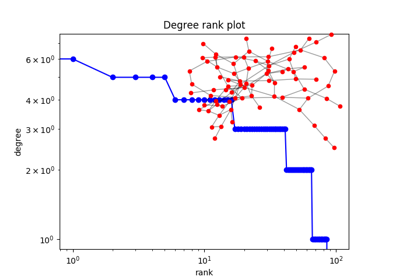 Degree rank plot
degree
6 × 10⁰
4 × 10⁰
3 × 10⁰
2 × 10⁰
10⁰
10⁰ 10¹ 10²
rank